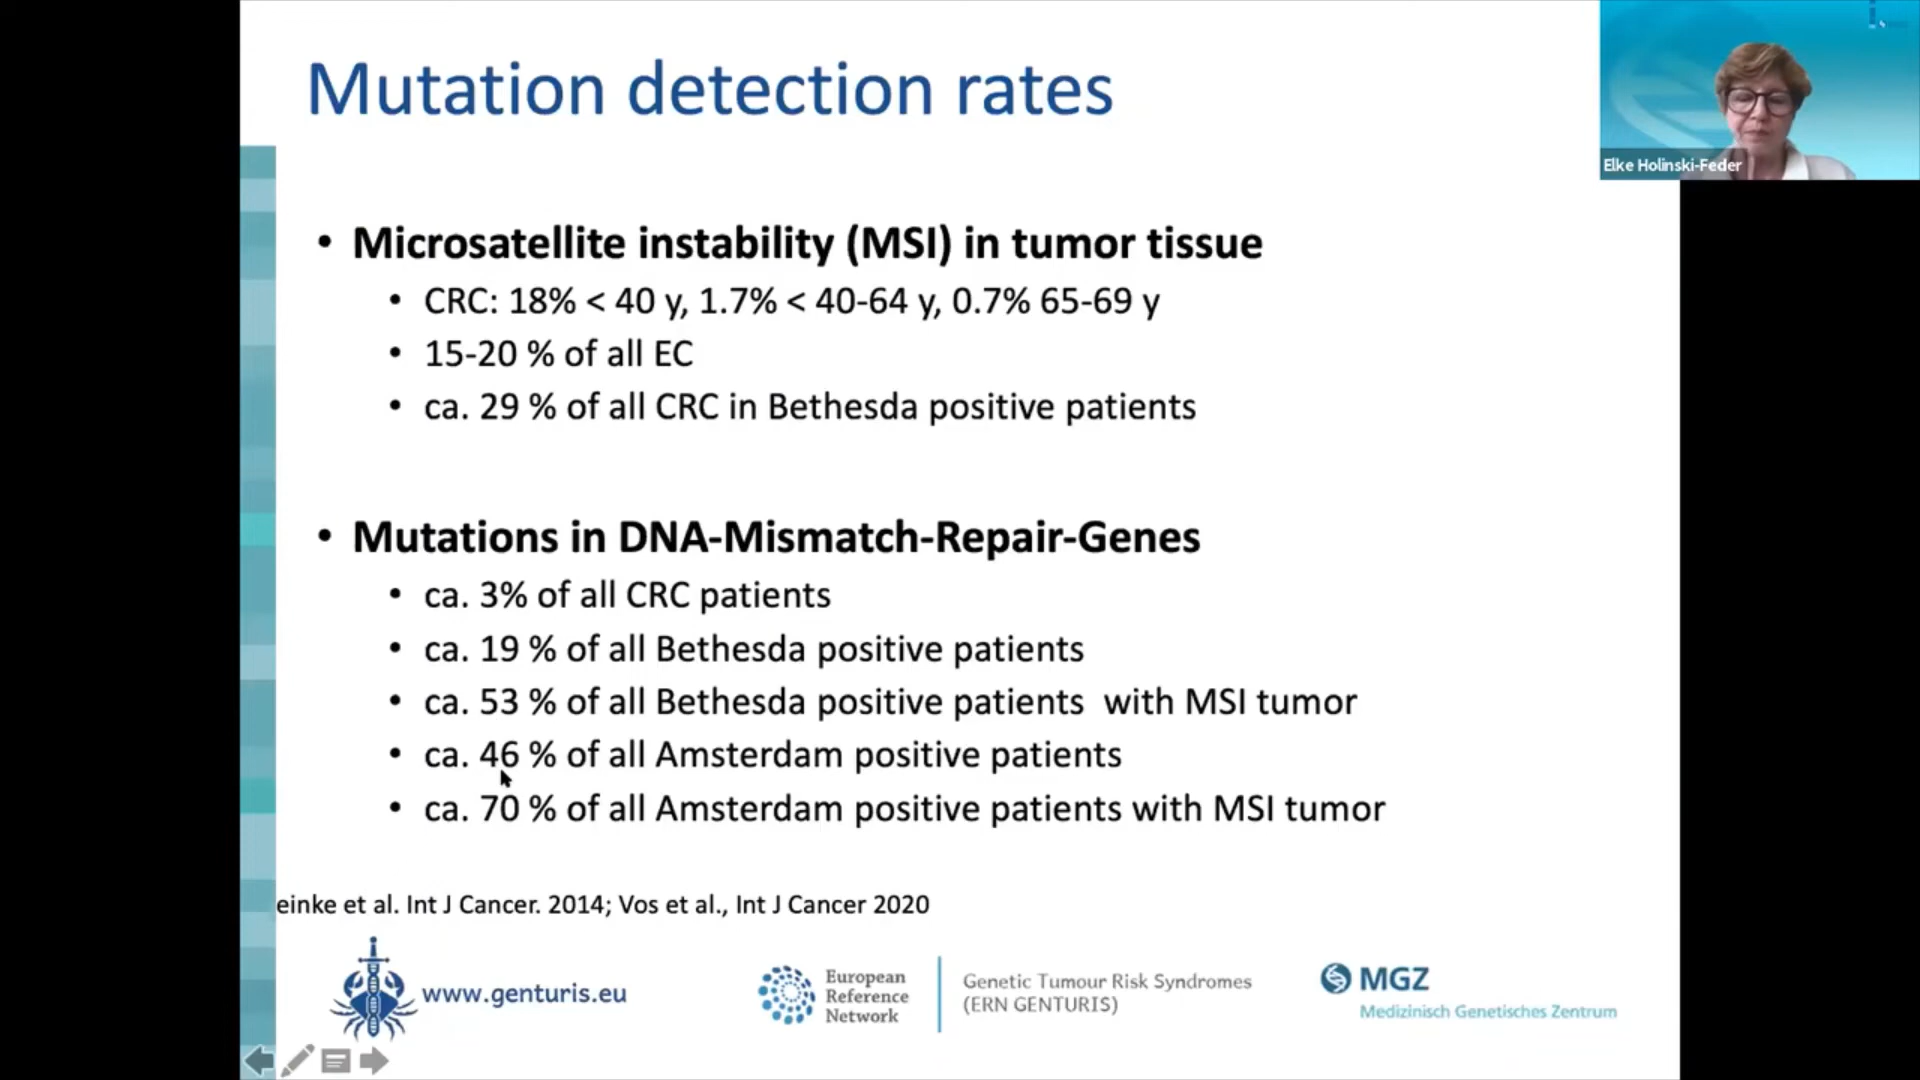 Mutation detection rates
Elke Holinski-Feder
• Microsatellite instability (MSI) in tumor tissue
• CRC: 18% < 40 y, 1.7% < 40-64 y, 0.7% 65-69 y
• 15-20 % of all EC
• ca. 29 % of all CRC in Bethesda positive patients
• Mutations in DNA-Mismatch-Repair-Genes
• ca. 3% of all CRC patients
• ca. 19 % of all Bethesda positive patients
• ca. 53 % of all Bethesda positive patients with MSI tumor
• ca. 46 % of all Amsterdam positive patients
• ca. 70 % of all Amsterdam positive patients with MSI tumor
einke et al. Int J Cancer. 2014; Vos et al., Int J Cancer 2020
www.genturis.eu
European
Reference
Network
Genetic Tumour Risk Syndromes
(ERN GENTURIS)
MGZ
Medizinisch Genetisches Zentrum